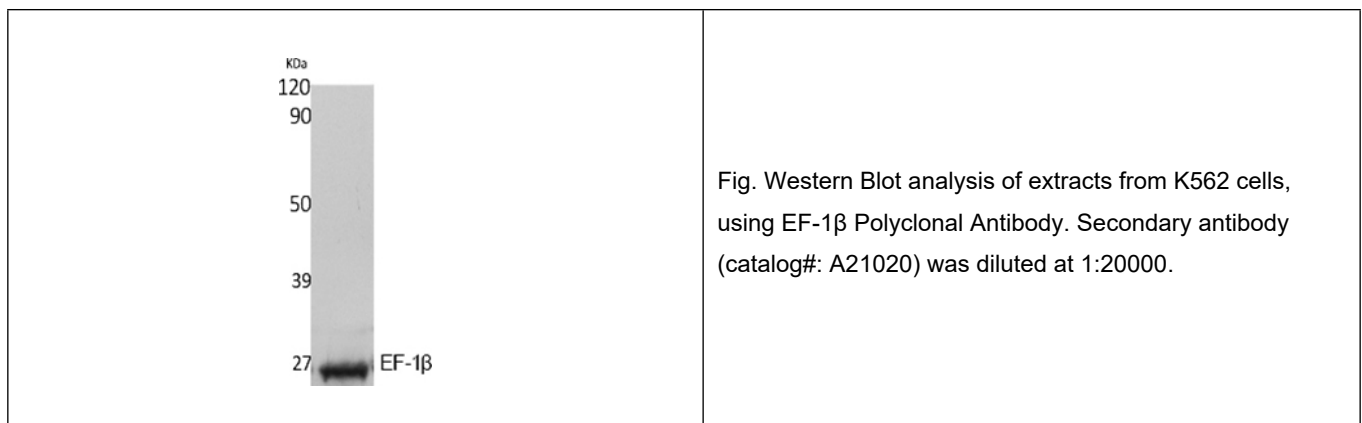 KDa
120
90
50
39
27 EF-1β
Fig. Western Blot analysis of extracts from K562 cells,
using EF-1β Polyclonal Antibody. Secondary antibody
(catalog#: A21020) was diluted at 1:20000.